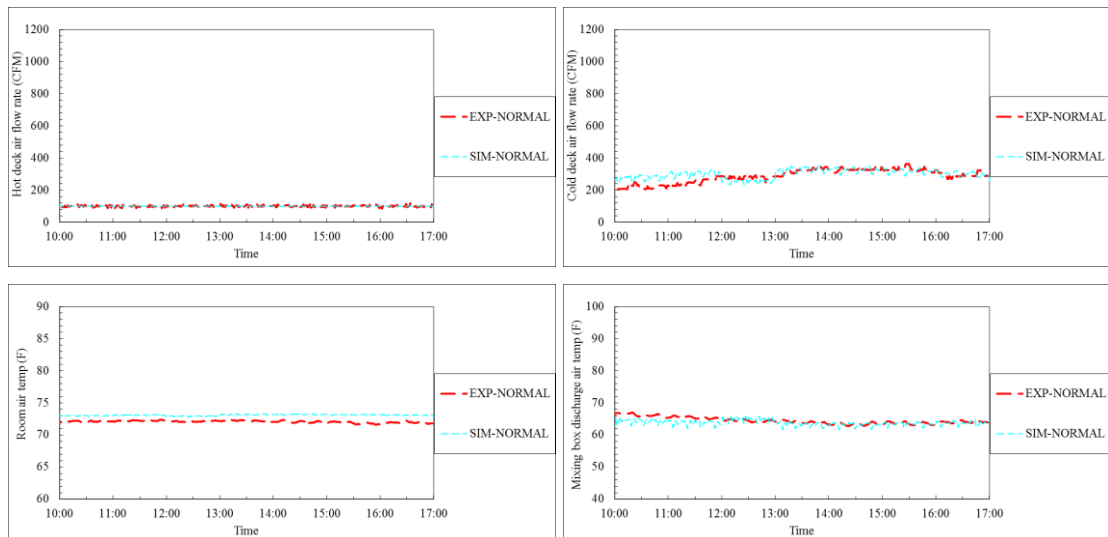 1200
1000
800
600
400
200
0
Hot deck air flow rate (CFM)
10:00 11:00 12:00 13:00 14:00 15:00 16:00 17:00
Time
EXP-NORMAL
SIM-NORMAL
1200
1000
800
600
400
200
0
Cold deck air flow rate (CFM)
10:00 11:00 12:00 13:00 14:00 15:00 16:00 17:00
Time
EXP-NORMAL
SIM-NORMAL
90
85
80
75
70
65
60
Rooom air temp (F)
10:00 11:00 12:00 13:00 14:00 15:00 16:00 17:00
Time
EXP-NORMAL
SIM-NORMAL
100
90
80
70
60
50
40
Mixing box discharge air temp (F)
10:00 11:00 12:00 13:00 14:00 15:00 16:00 17:00
Time
EXP-NORMAL
SIM-NORMAL